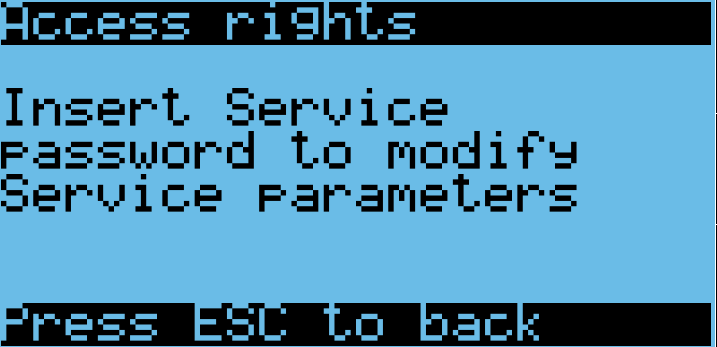 Access rights
Insert Service
password to modify
Service parameters
Press ESC to back